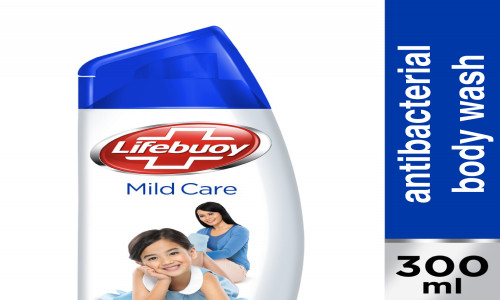 Lifebuoy
Mild Care
antibacterial
body wash
300
ml